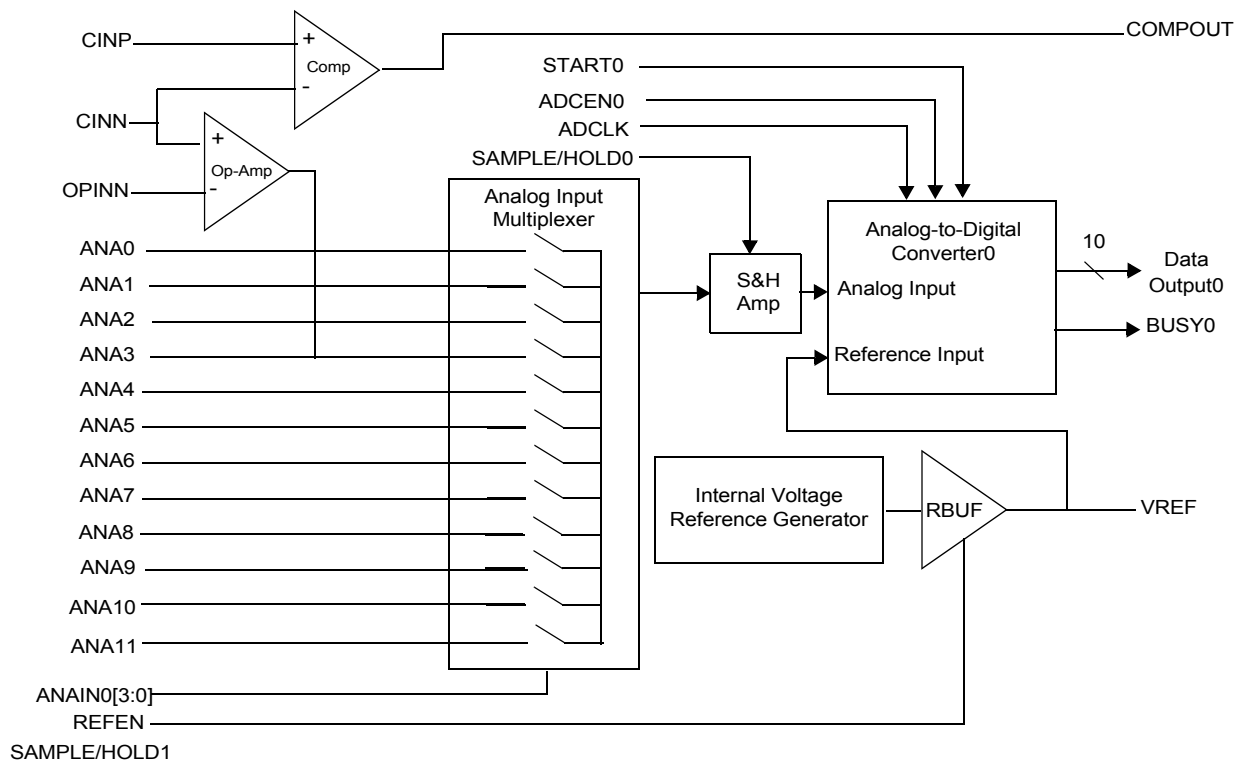 CINP
+
Comp
-
COMPOUT
CINN
+
Op-Amp
-
OPINN
START0
ADCEN0
ADCLK
SAMPLE/HOLD0
Analog Input
Multiplexer
ANA0
ANA1
ANA2
ANA3
ANA4
ANA5
ANA6
ANA7
ANA8
ANA9
ANA10
ANA11
S&H
Amp
Analog-to-Digital
Converter0
Analog Input
Reference Input
10
Data
Output0
BUSY0
Internal Voltage
Reference Generator
RBUF
VREF
ANAIN0[3:0]
REFEN
SAMPLE/HOLD1